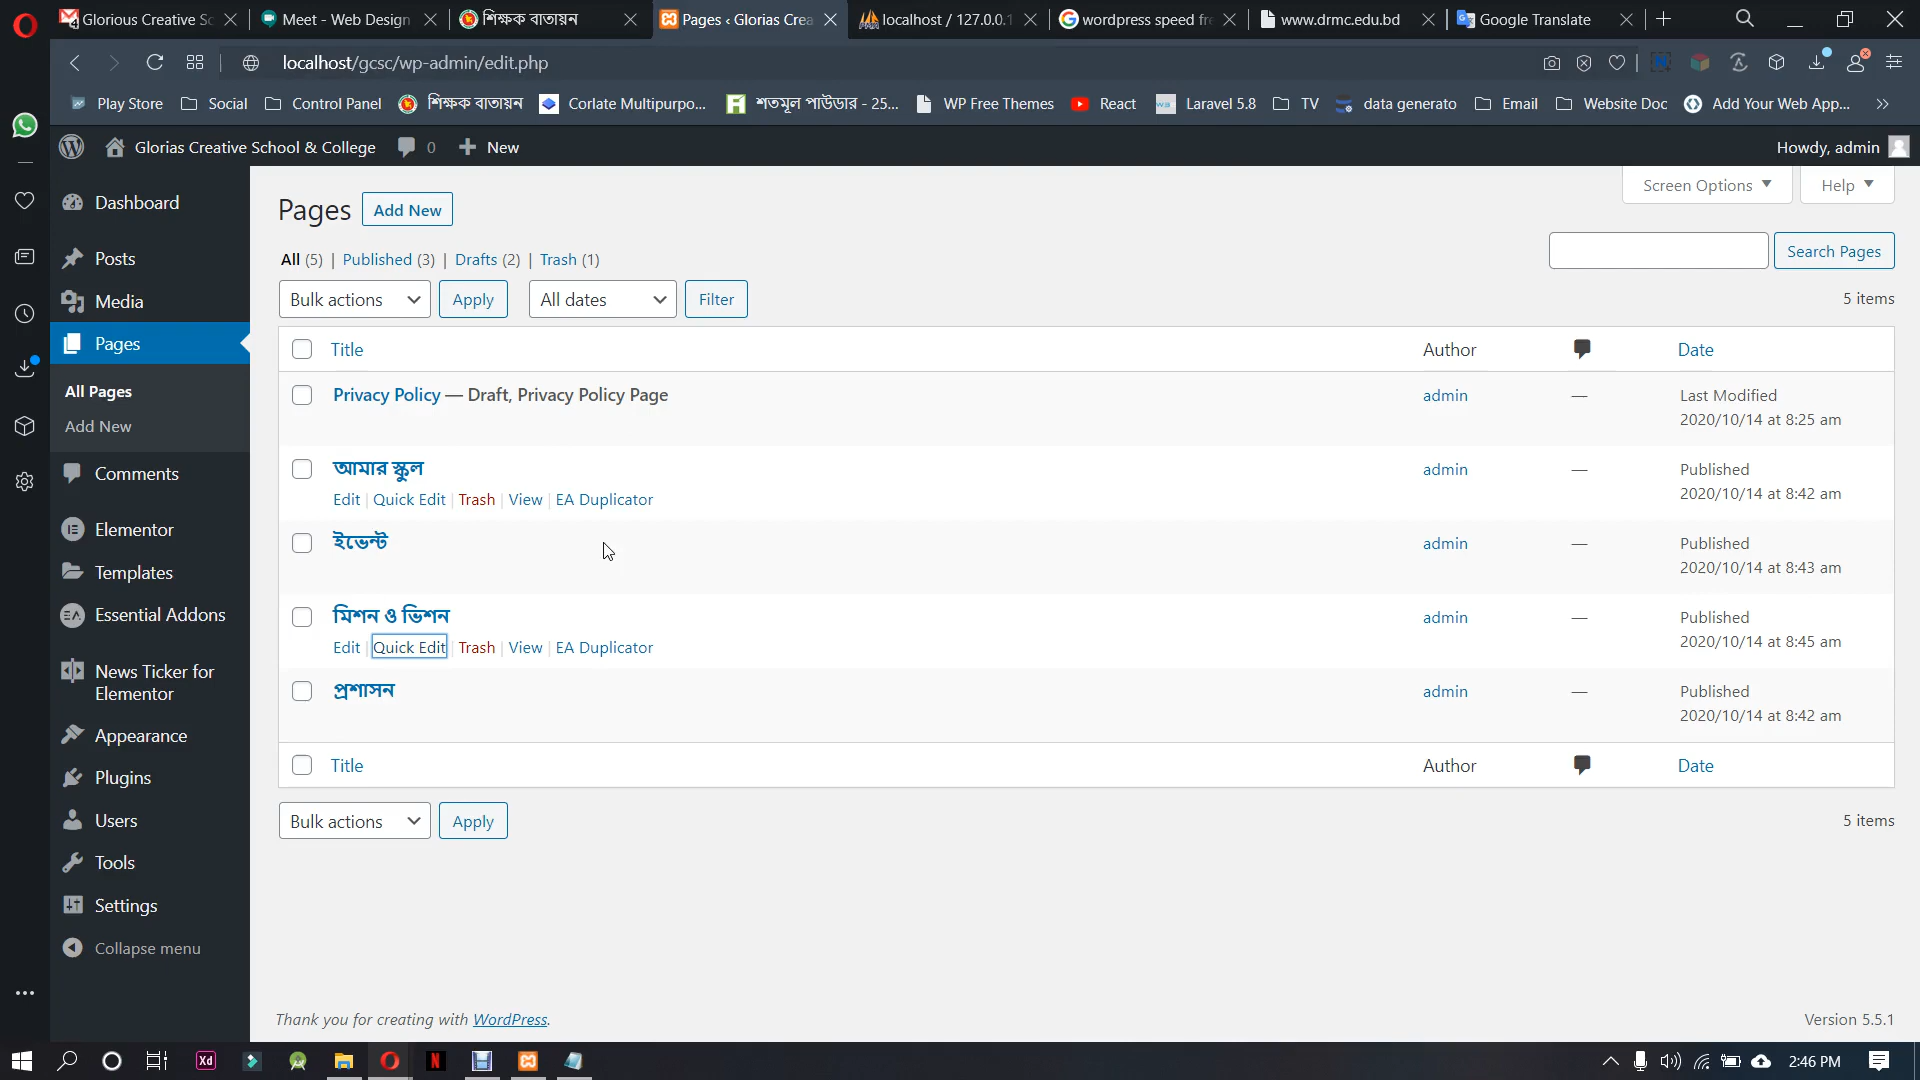 Glorious Creative Sc
Meet - Web Design
শিক্ষক বাতায়ন
Pages ‹ Glorias Crea
localhost / 127.0.0.1
wordpress speed fre
www.drmc.edu.bd
Google Translate
localhost/gcsc/wp-admin/edit.php
Play Store
Social
Control Panel
শিক্ষক বাতায়ন
Corlate Multipurpo...
শতমূল পাউডার - 25...
WP Free Themes
React
Laravel 5.8
TV
data generato
Email
Website Doc
Add Your Web App...
Glorias Creative School & College
0
New
Howdy, admin
Dashboard
Posts
Media
Pages
All Pages
Add New
Comments
Elementor
Templates
Essential Addons
News Ticker for
Elementor
Appearance
Plugins
Users
Tools
Settings
Collapse menu
Screen Options
Help
Pages Add New
All (5) | Published (3) | Drafts (2) | Trash (1)
Search Pages
Bulk actions Apply All dates Filter
5 items
Title Author Date
Privacy Policy — Draft, Privacy Policy Page admin — Last Modified
2020/10/14 at 8:25 am
আমার স্কুল admin — Published
2020/10/14 at 8:42 am
Edit | Quick Edit | Trash | View | EA Duplicator
ইভেন্ট admin — Published
2020/10/14 at 8:43 am
মিশন ও ভিশন admin — Published
2020/10/14 at 8:45 am
Edit | Quick Edit | Trash | View | EA Duplicator
প্রশাসন admin — Published
2020/10/14 at 8:42 am
Title Author Date
Bulk actions Apply
5 items
Thank you for creating with WordPress.
Version 5.5.1
Xd
N
2:46 PM